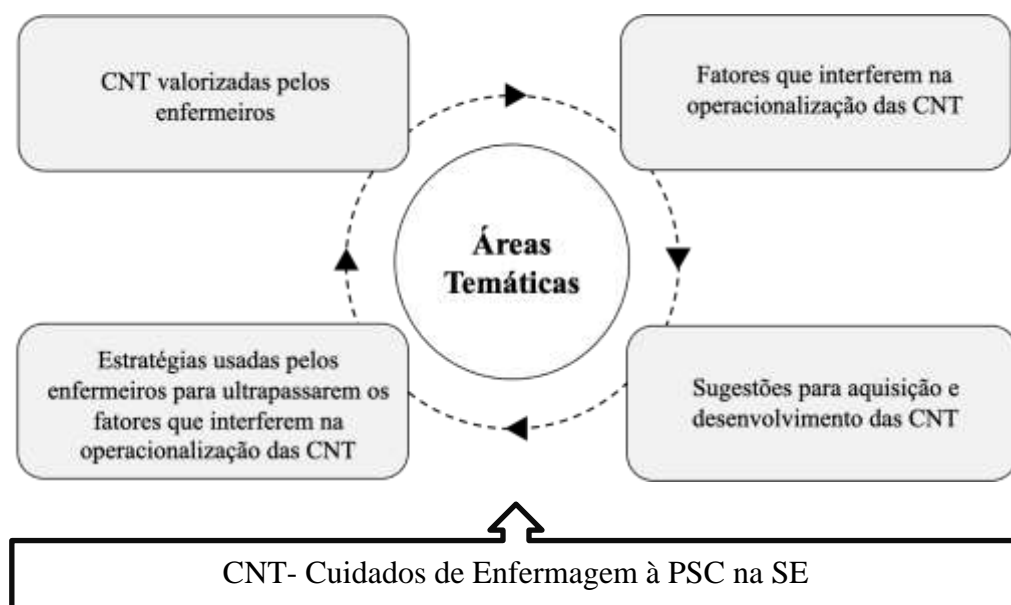 CNT valorizadas pelos
enfermeiros
Fatores que interferem na
operacionalização das CNT
Áreas
Temáticas
Estratégias usadas pelos
enfermeiros para ultrapassarem os
fatores que interferem na
operacionalização das CNT
Sugestões para aquisição e
desenvolvimento das CNT
CNT- Cuidados de Enfermagem à PSC na SE